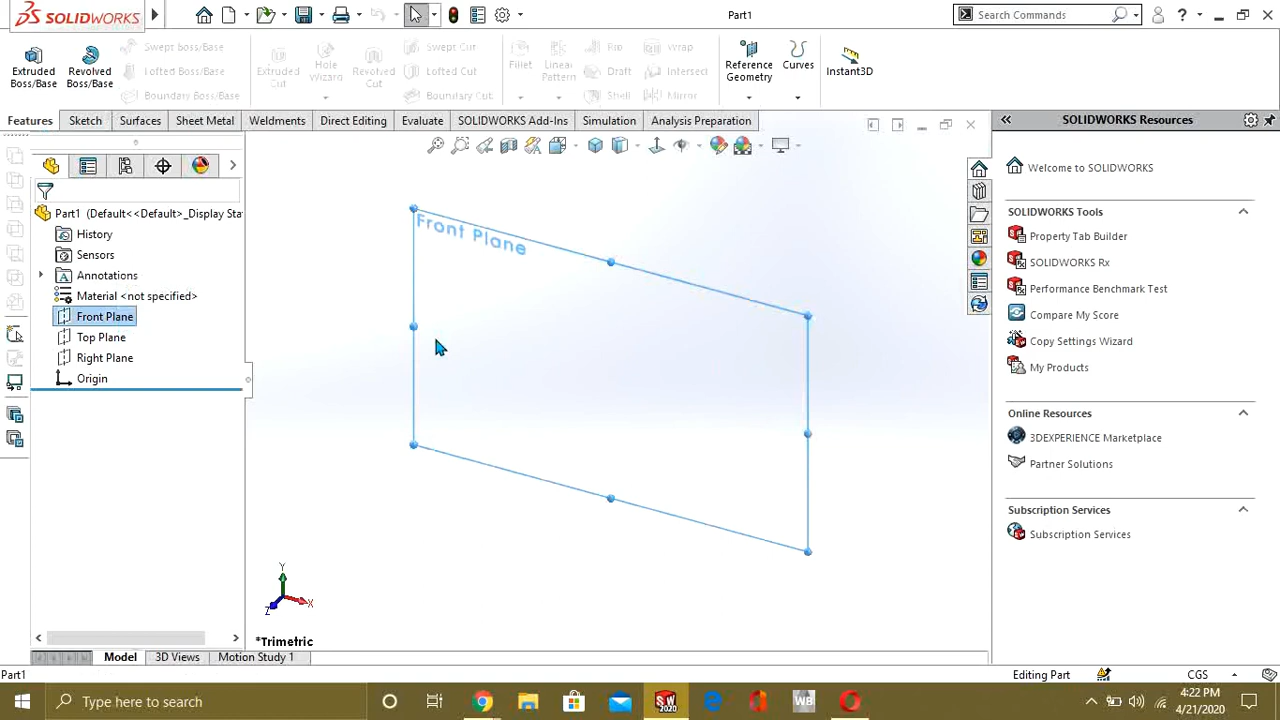 SOLIDWORKS
Part1
Search Commands
Extruded Boss/Base
Revolved Boss/Base
Swept Boss/Base
Lofted Boss/Base
Boundary Boss/Base
Extruded Cut
Hole Wizard
Revolved Cut
Swept Cut
Lofted Cut
Boundary Cut
Fillet
Linear Pattern
Rib
Draft
Shell
Wrap
Intersect
Mirror
Reference Geometry
Curves
Instant3D
Features
Sketch
Surfaces
Sheet Metal
Weldments
Direct Editing
Evaluate
SOLIDWORKS Add-Ins
Simulation
Analysis Preparation
Part1 (Default<<Default>_Display Sta
History
Sensors
Annotations
Material <not specified>
Front Plane
Top Plane
Right Plane
Origin
Front Plane
Y
X
Z
*Trimetric
SOLIDWORKS Resources
Welcome to SOLIDWORKS
SOLIDWORKS Tools
Property Tab Builder
SOLIDWORKS Rx
Performance Benchmark Test
Compare My Score
Copy Settings Wizard
My Products
Online Resources
3DEXPERIENCE Marketplace
Partner Solutions
Subscription Services
Subscription Services
Model
3D Views
Motion Study 1
Part1
Editing Part
CGS
Type here to search
SW 2020
WB
4:22 PM
4/21/2020